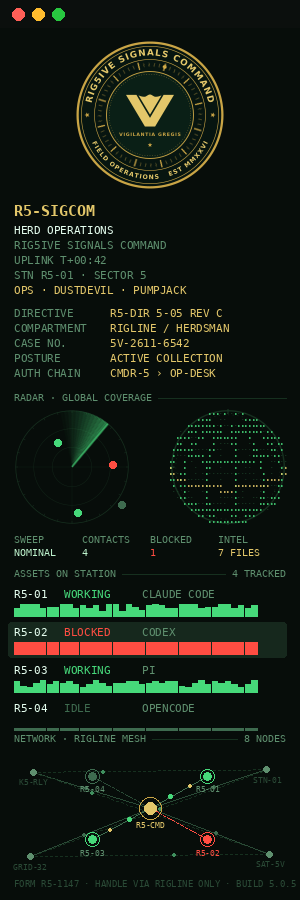 RIG5IVE SIGNALS COMMAND
VIGILANTIA GREGIS
FIELD OPERATIONS EST MMXXVI
R5-SIGCOM
HERD OPERATIONS
RIG5IVE SIGNALS COMMAND
UPLINK T+00:42
STN R5-01 · SECTOR 5
OPS · DUSTDEVIL · PUMPJACK
DIRECTIVE R5-DIR 5-05 REV C
COMPARTMENT RIGLINE / HERDSMAN
CASE NO. 5V-2611-6542
POSTURE ACTIVE COLLECTION
AUTH CHAIN CMDR-5 › OP-DESK
RADAR · GLOBAL COVERAGE
SWEEP CONTACTS BLOCKED INTEL
NOMINAL 4 1 7 FILES
ASSETS ON STATION 4 TRACKED
R5-01 WORKING CLAUDE CODE
R5-02 BLOCKED CODEX
R5-03 WORKING PI
R5-04 IDLE OPENCODE
NETWORK · RIGLINE MESH 8 NODES
K5-RLY R5-04 R5-01 STN-01
R5-CMD
GRID-32 R5-03 R5-02 SAT-5V
FORM R5-1147 · HANDLE VIA RIGLINE ONLY · BUILD 5.0.5